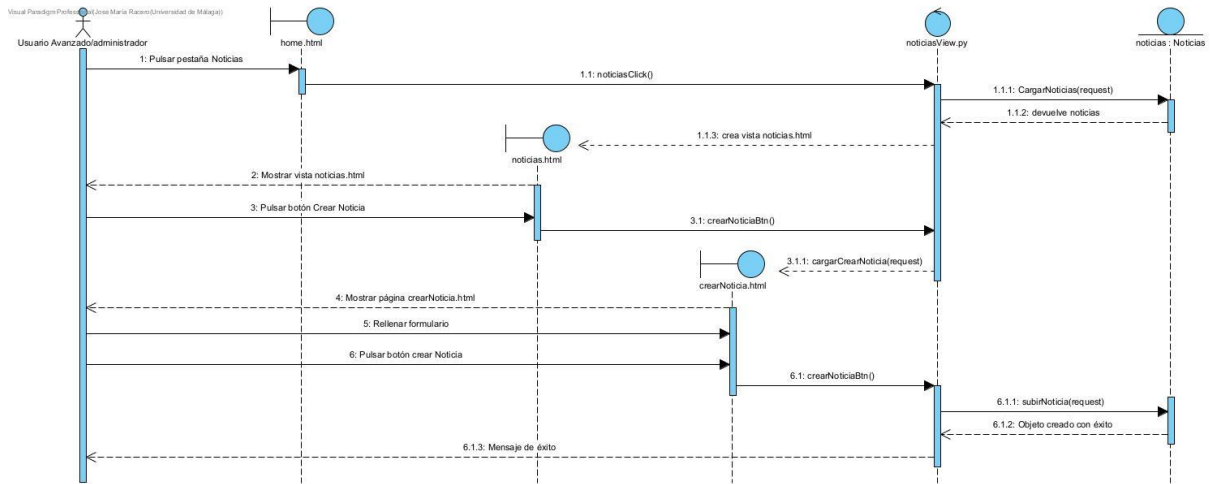 Visual Paradigm Professional(Jose María Racero(Universidad de Málaga))
Usuario Avanzado/administrador
home.html
noticiasView.py
noticias : Noticias
1: Pulsar pestaña Noticias
1.1: noticiasClick()
1.1.1: CargarNoticias(request)
1.1.2: devuelve noticias
1.1.3: crea vista noticias.html
noticias.html
2: Mostrar vista noticias.html
3: Pulsar botón Crear Noticia
3.1: crearNoticiaBtn()
3.1.1: cargarCrearNoticia(request)
crearNoticia.html
4: Mostrar página crearNoticia.html
5: Rellenar formulario
6: Pulsar botón crear Noticia
6.1: crearNoticiaBtn()
6.1.1: subirNoticia(request)
6.1.2: Objeto creado con éxito
6.1.3: Mensaje de éxito